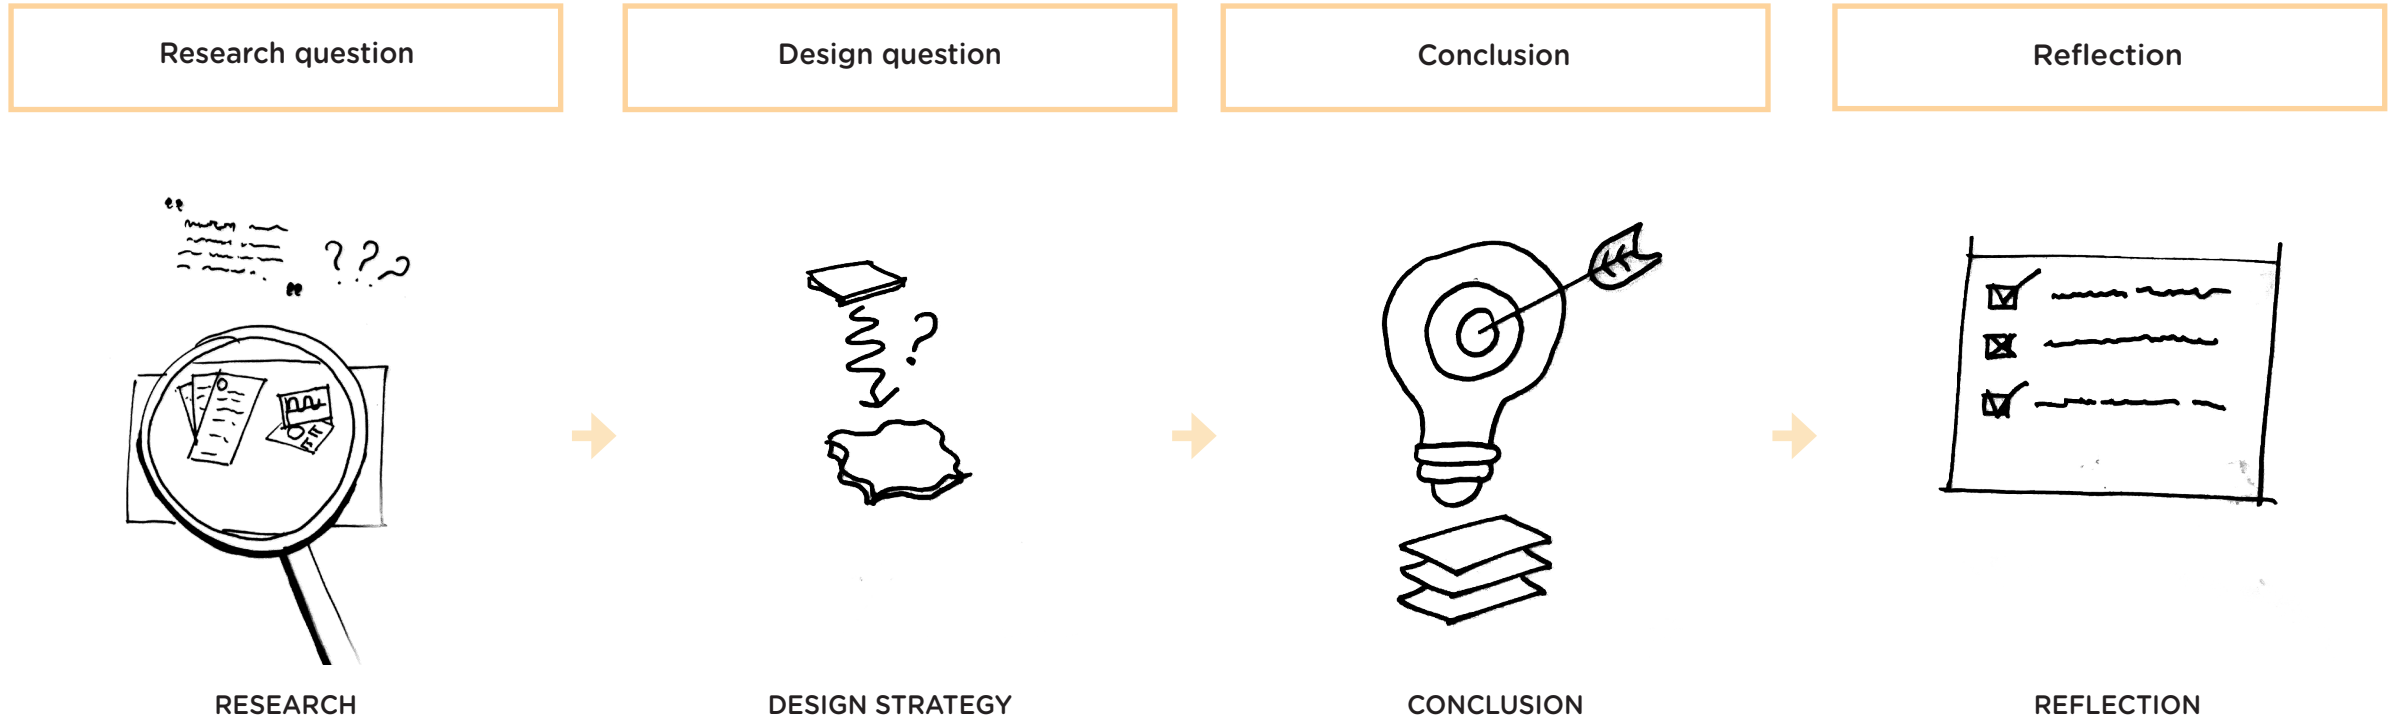 Research question
Design question
Conclusion
Reflection
“
? ? ?
”
?
RESEARCH
DESIGN STRATEGY
CONCLUSION
REFLECTION